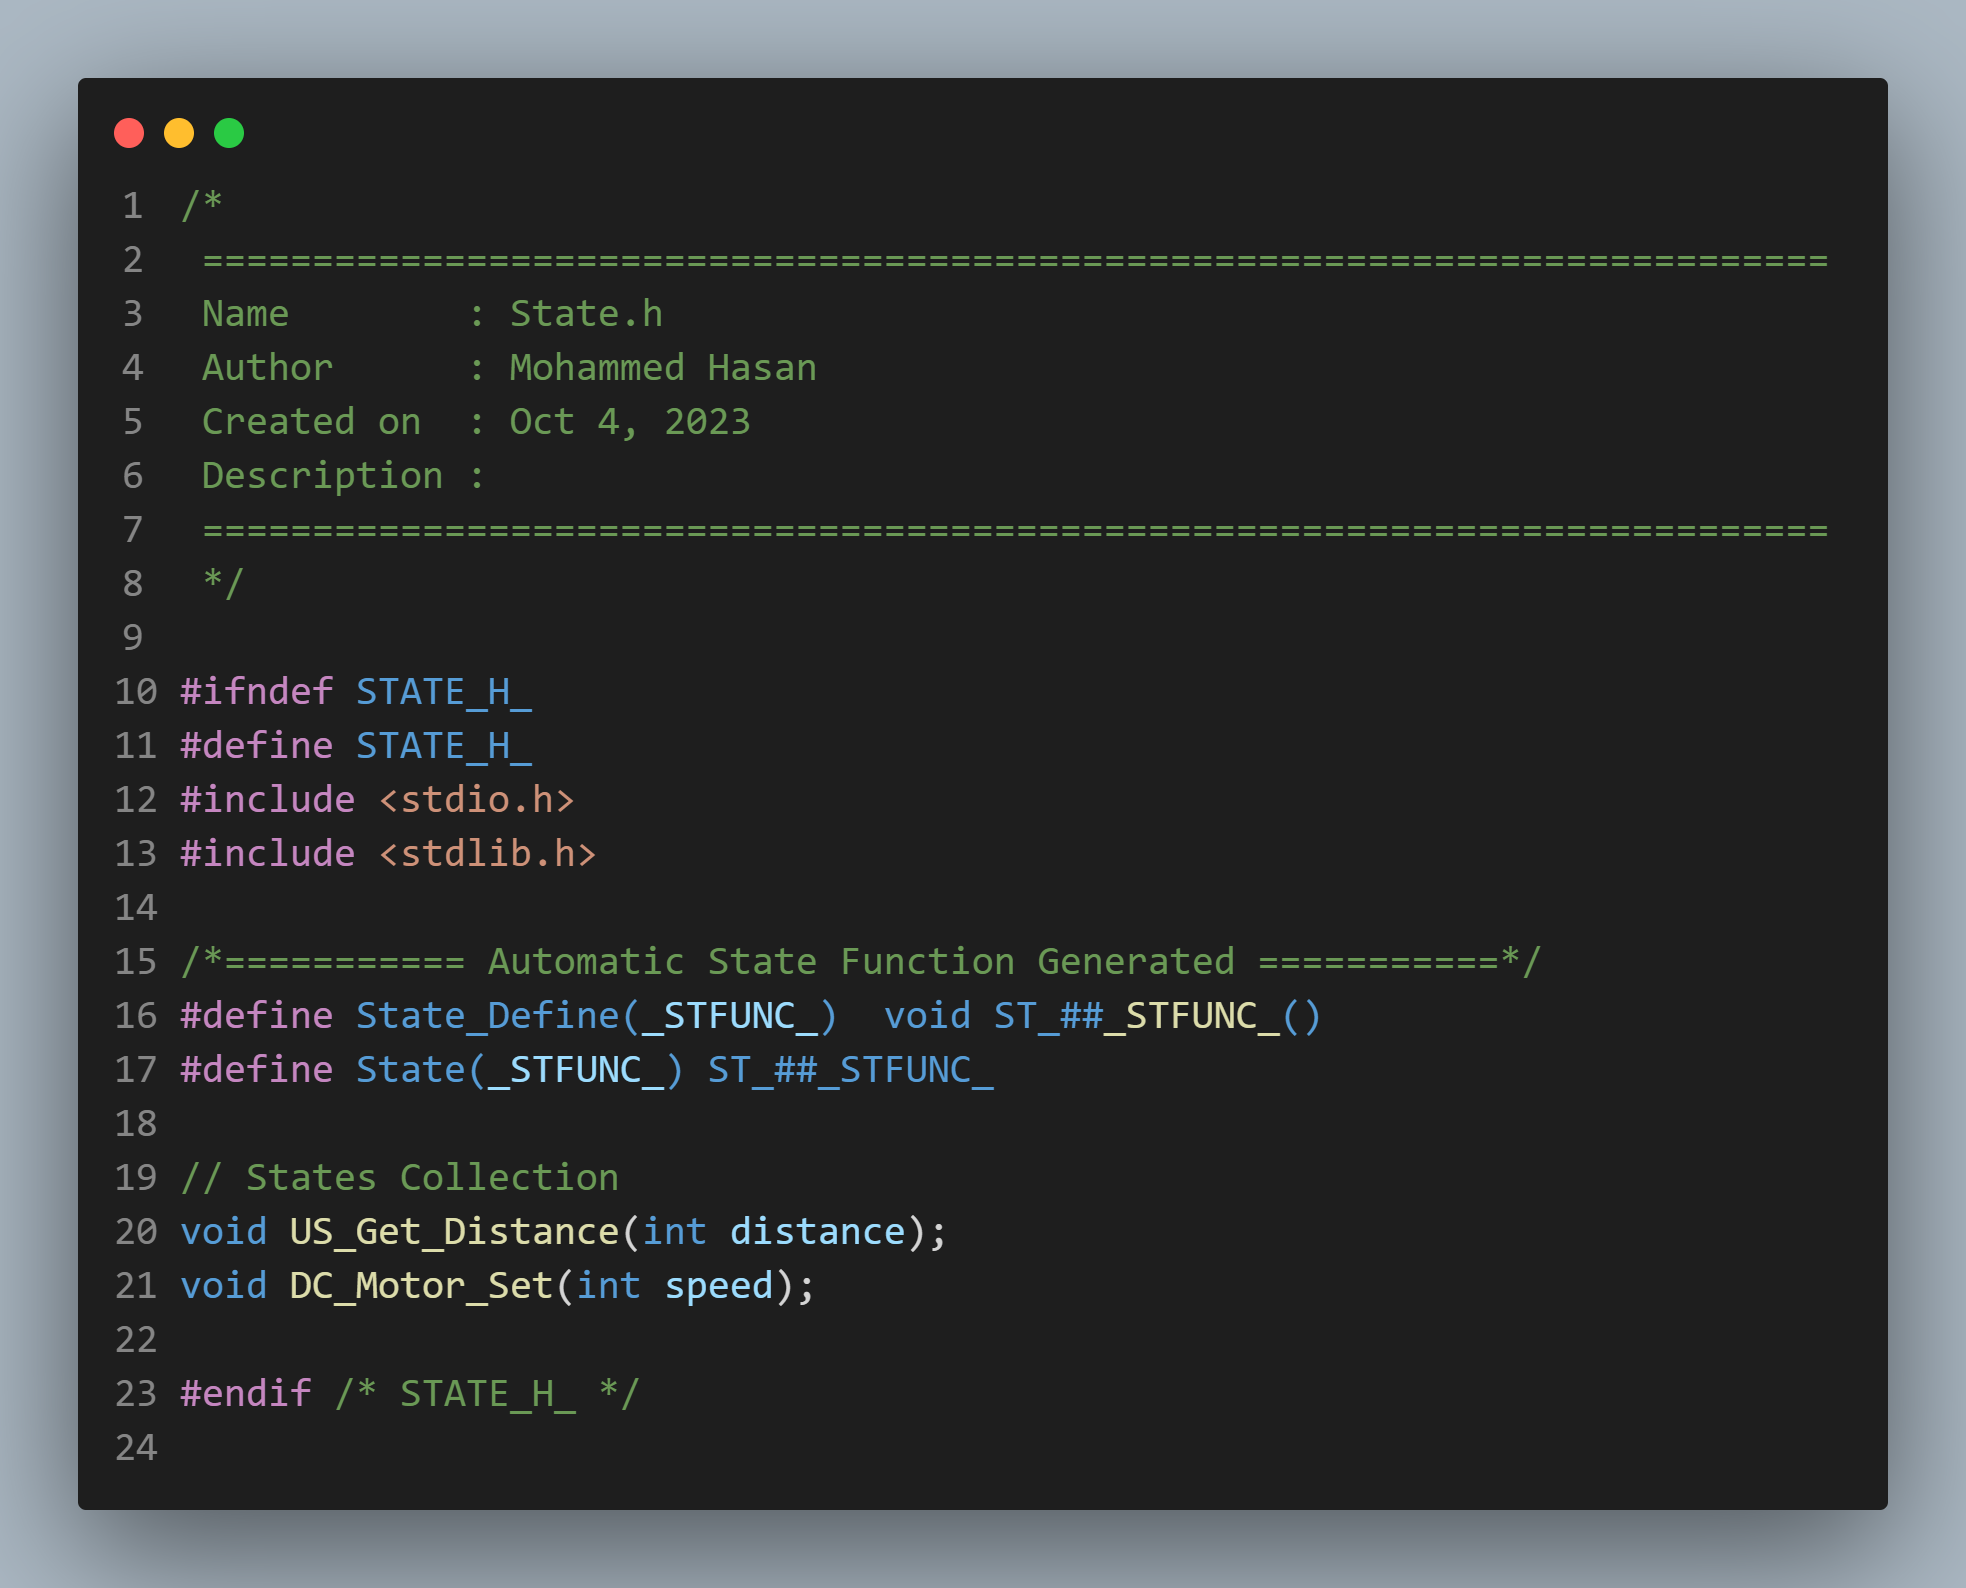 1 /*
2  ==========================================================================
3  Name        : State.h
4  Author      : Mohammed Hasan
5  Created on  : Oct 4, 2023
6  Description :
7  ==========================================================================
8  */
9
10 #ifndef STATE_H_
11 #define STATE_H_
12 #include <stdio.h>
13 #include <stdlib.h>
14
15 /*=========== Automatic State Function Generated ===========*/
16 #define State_Define(_STFUNC_)  void ST_##_STFUNC_()
17 #define State(_STFUNC_) ST_##_STFUNC_
18
19 // States Collection
20 void US_Get_Distance(int distance);
21 void DC_Motor_Set(int speed);
22
23 #endif /* STATE_H_ */
24